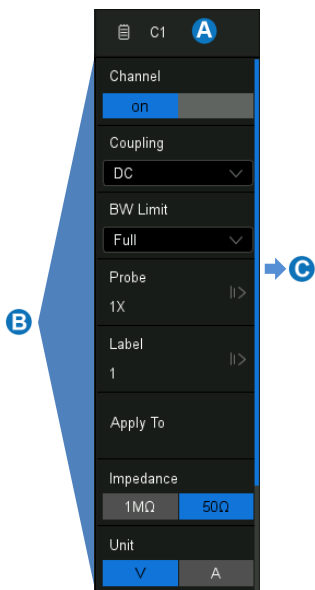 C1 A
Channel
on
Coupling
DC
BW Limit
Full
Probe
1X
C
B
Label
1
Apply To
Impedance
1MΩ 50Ω
Unit
V A